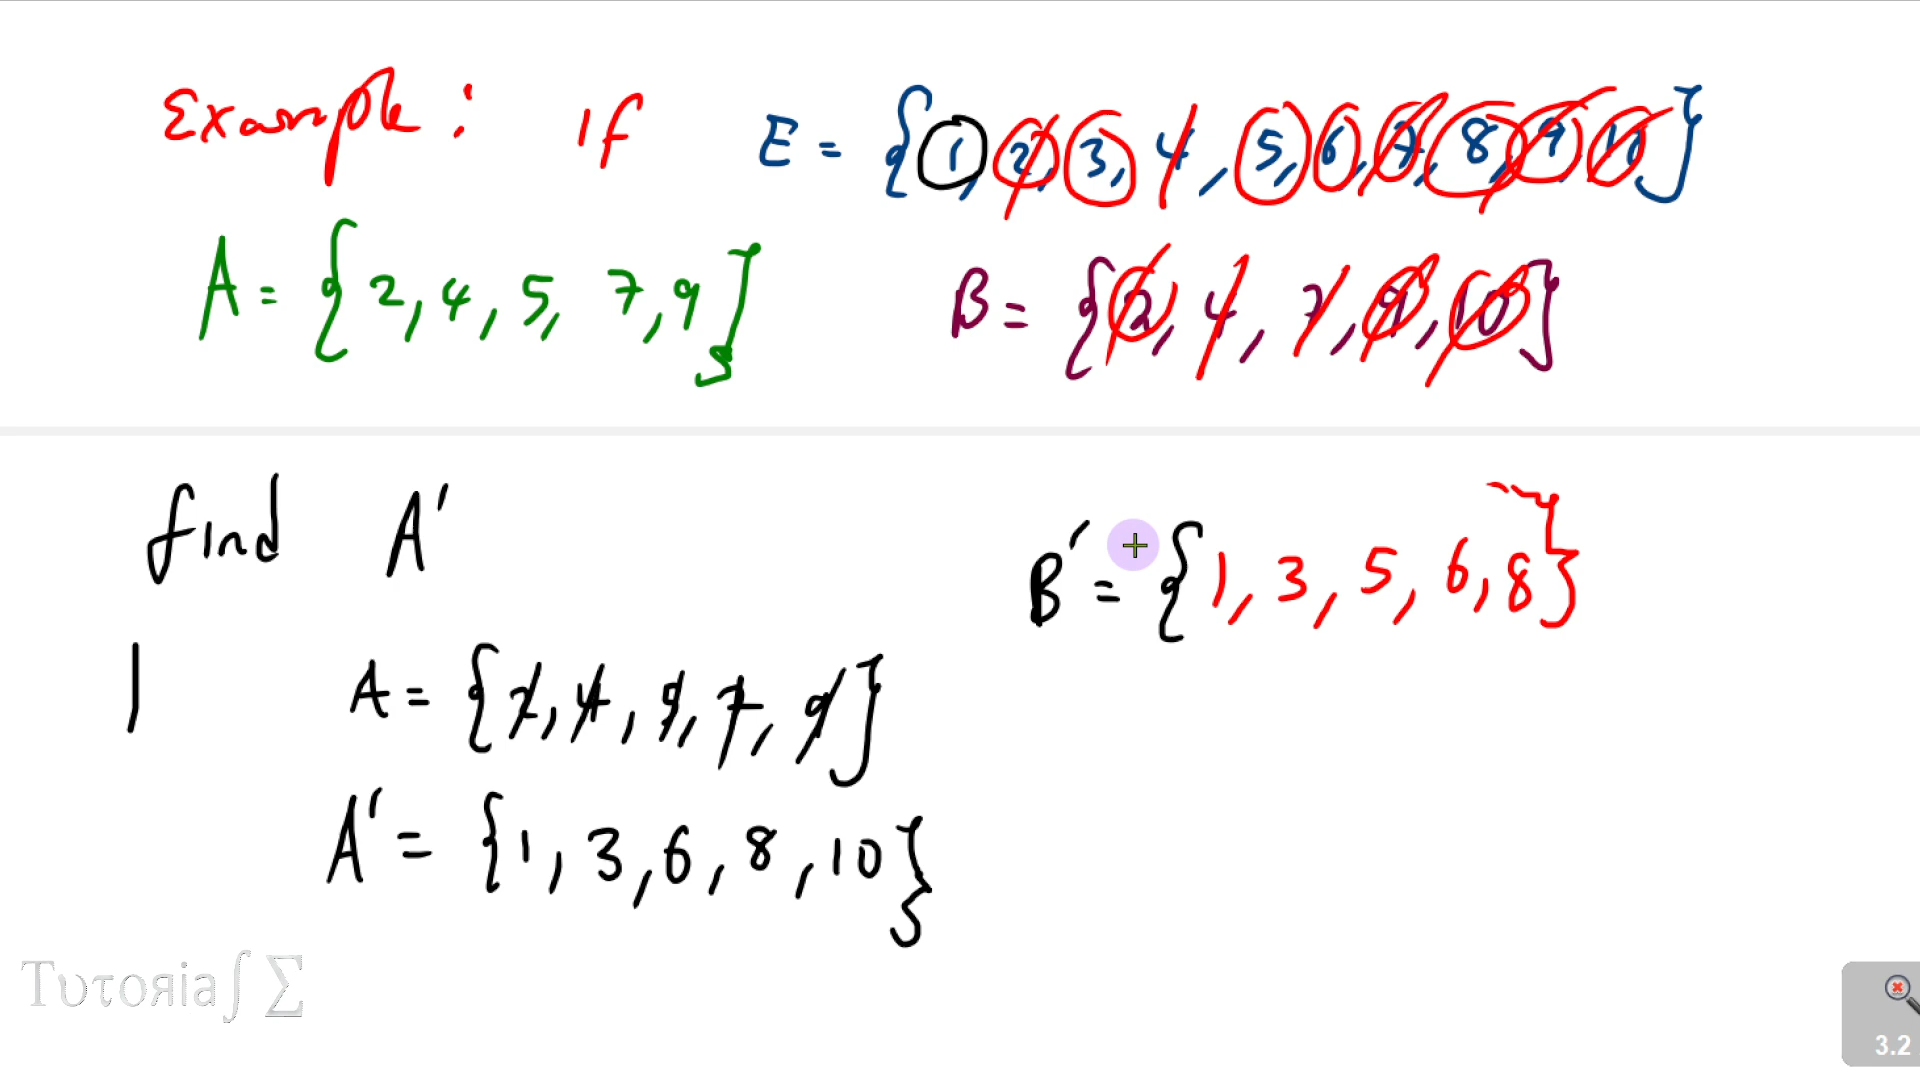 Example: If E = {1, 2, 3, 4, 5, 6, 7, 8, 9, 10}
A = {2, 4, 5, 7, 9} B = {2, 4, 7, 9, 10}
find A'
B' = {1, 3, 5, 6, 8}
A = {2, 4, 5, 7, 9}
A' = {1, 3, 6, 8, 10}
Tυτoяia∫ ∑
3.2